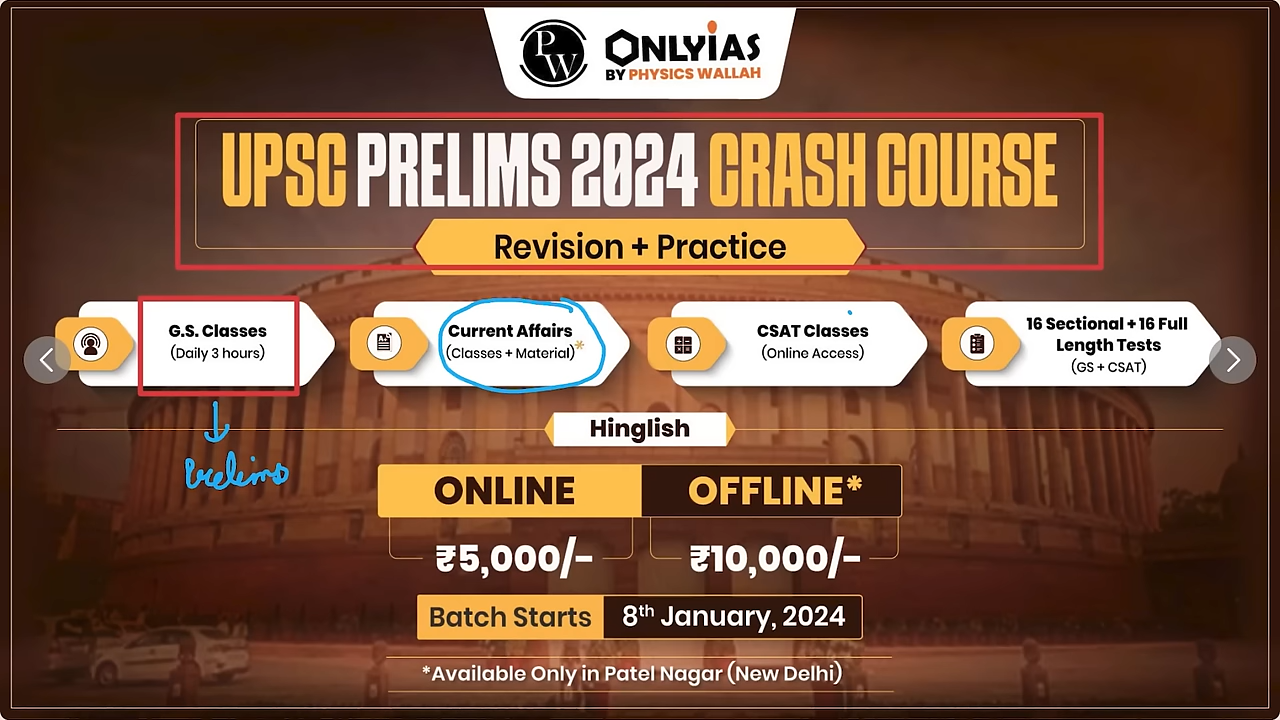 PW
ONLYIAS
BY PHYSICS WALLAH
UPSC PRELIMS 2024 CRASH COURSE
Revision + Practice
G.S. Classes
(Daily 3 hours)
Current Affairs
(Classes + Material)*
CSAT Classes
(Online Access)
16 Sectional + 16 Full
Length Tests
(GS + CSAT)
Prelims
Hinglish
ONLINE
OFFLINE*
₹5,000/-
₹10,000/-
Batch Starts
8th January, 2024
*Available Only in Patel Nagar (New Delhi)